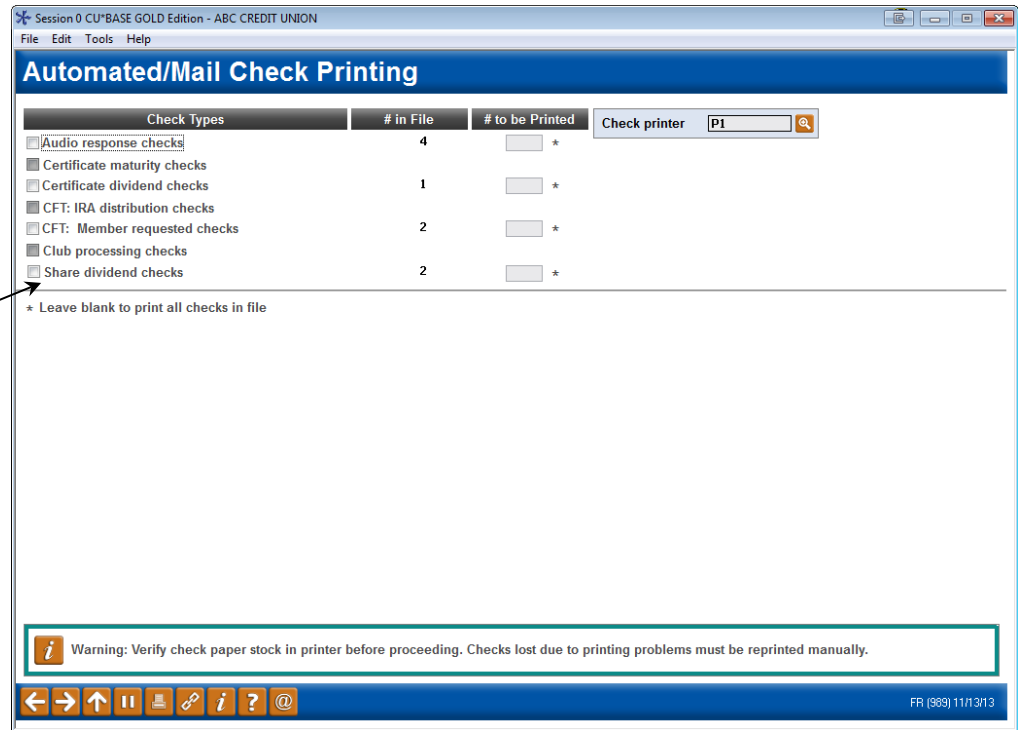 Session 0 CU*BASE GOLD Edition - ABC CREDIT UNION
File Edit Tools Help
Automated/Mail Check Printing
Check Types # in File # to be Printed Check printer P1
Audio response checks 4 *
Certificate maturity checks
Certificate dividend checks 1 *
CFT: IRA distribution checks
CFT: Member requested checks 2 *
Club processing checks
Share dividend checks 2 *
* Leave blank to print all checks in file
i Warning: Verify check paper stock in printer before proceeding. Checks lost due to printing problems must be reprinted manually.
i ? @ FR (989) 11/13/13